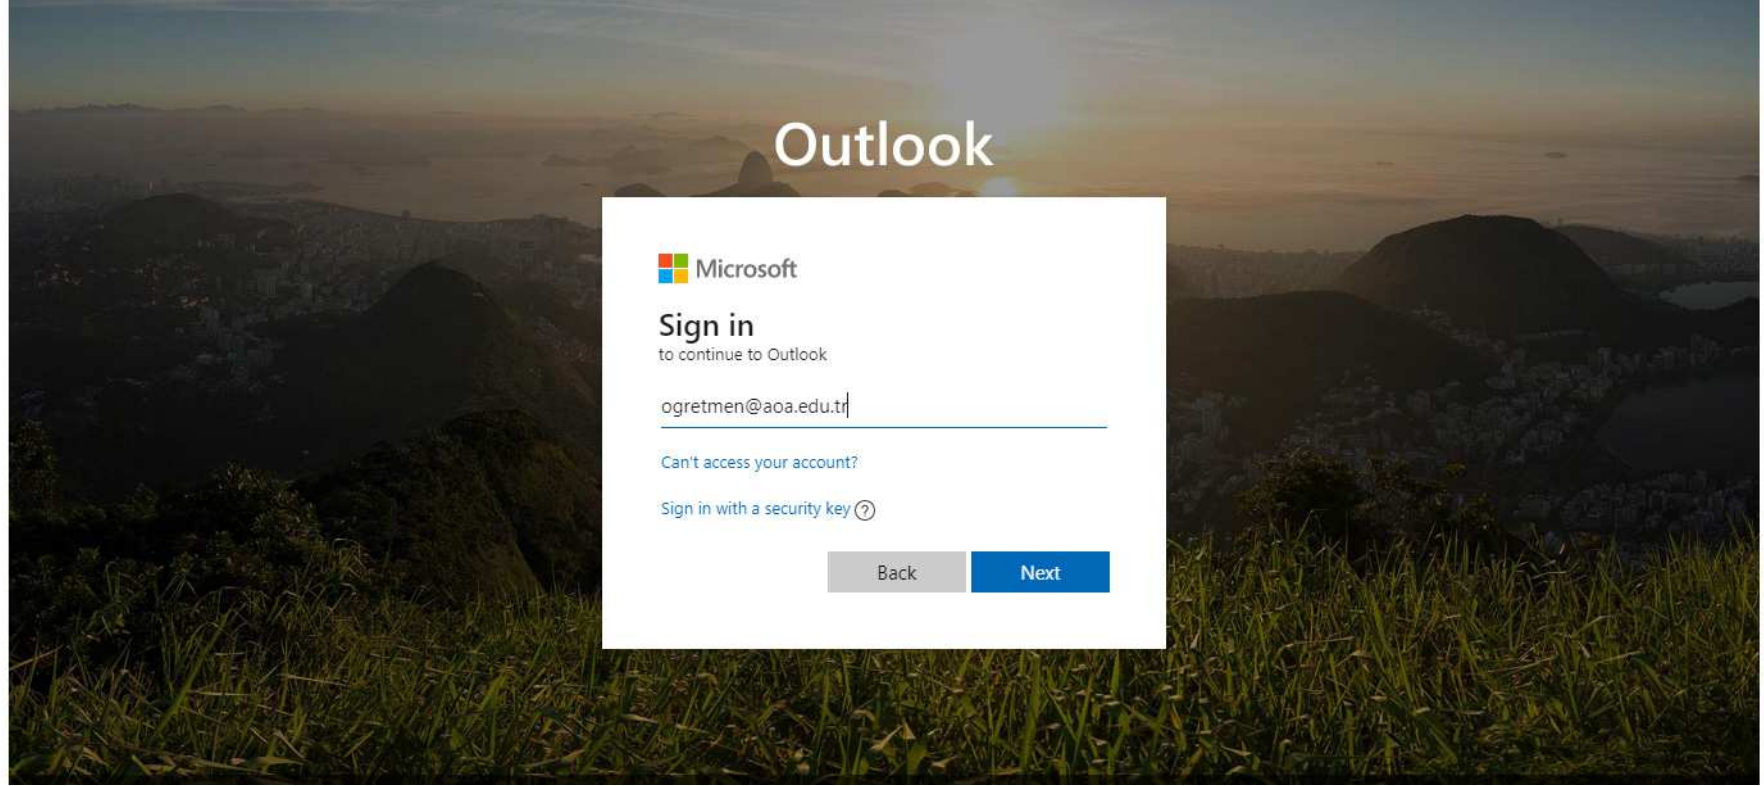 Outlook
Microsoft
Sign in
to continue to Outlook
ogretmen@aoa.edu.tr
Can't access your account?
Sign in with a security key ?
Back
Next